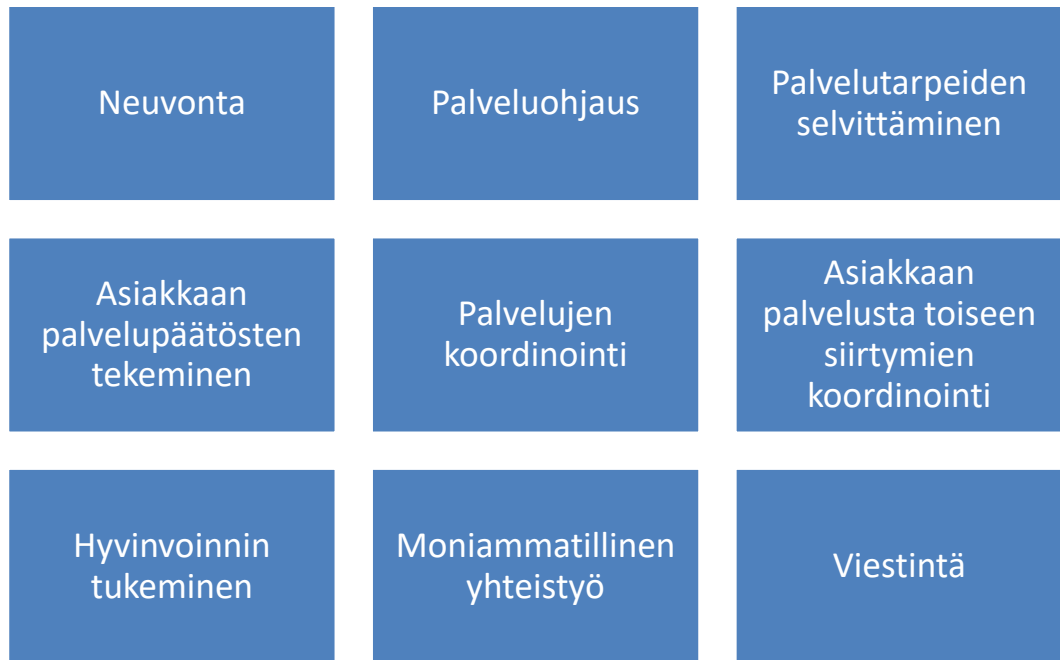 Neuvonta
Palveluohjaus
Palvelutarpeiden
selvittäminen
Asiakkaan
palvelupäätösten
tekeminen
Palvelujen
koordinointi
Asiakkaan
palvelusta toiseen
siirtymien
koordinointi
Hyvinvoinnin
tukeminen
Moniammatillinen
yhteistyö
Viestintä